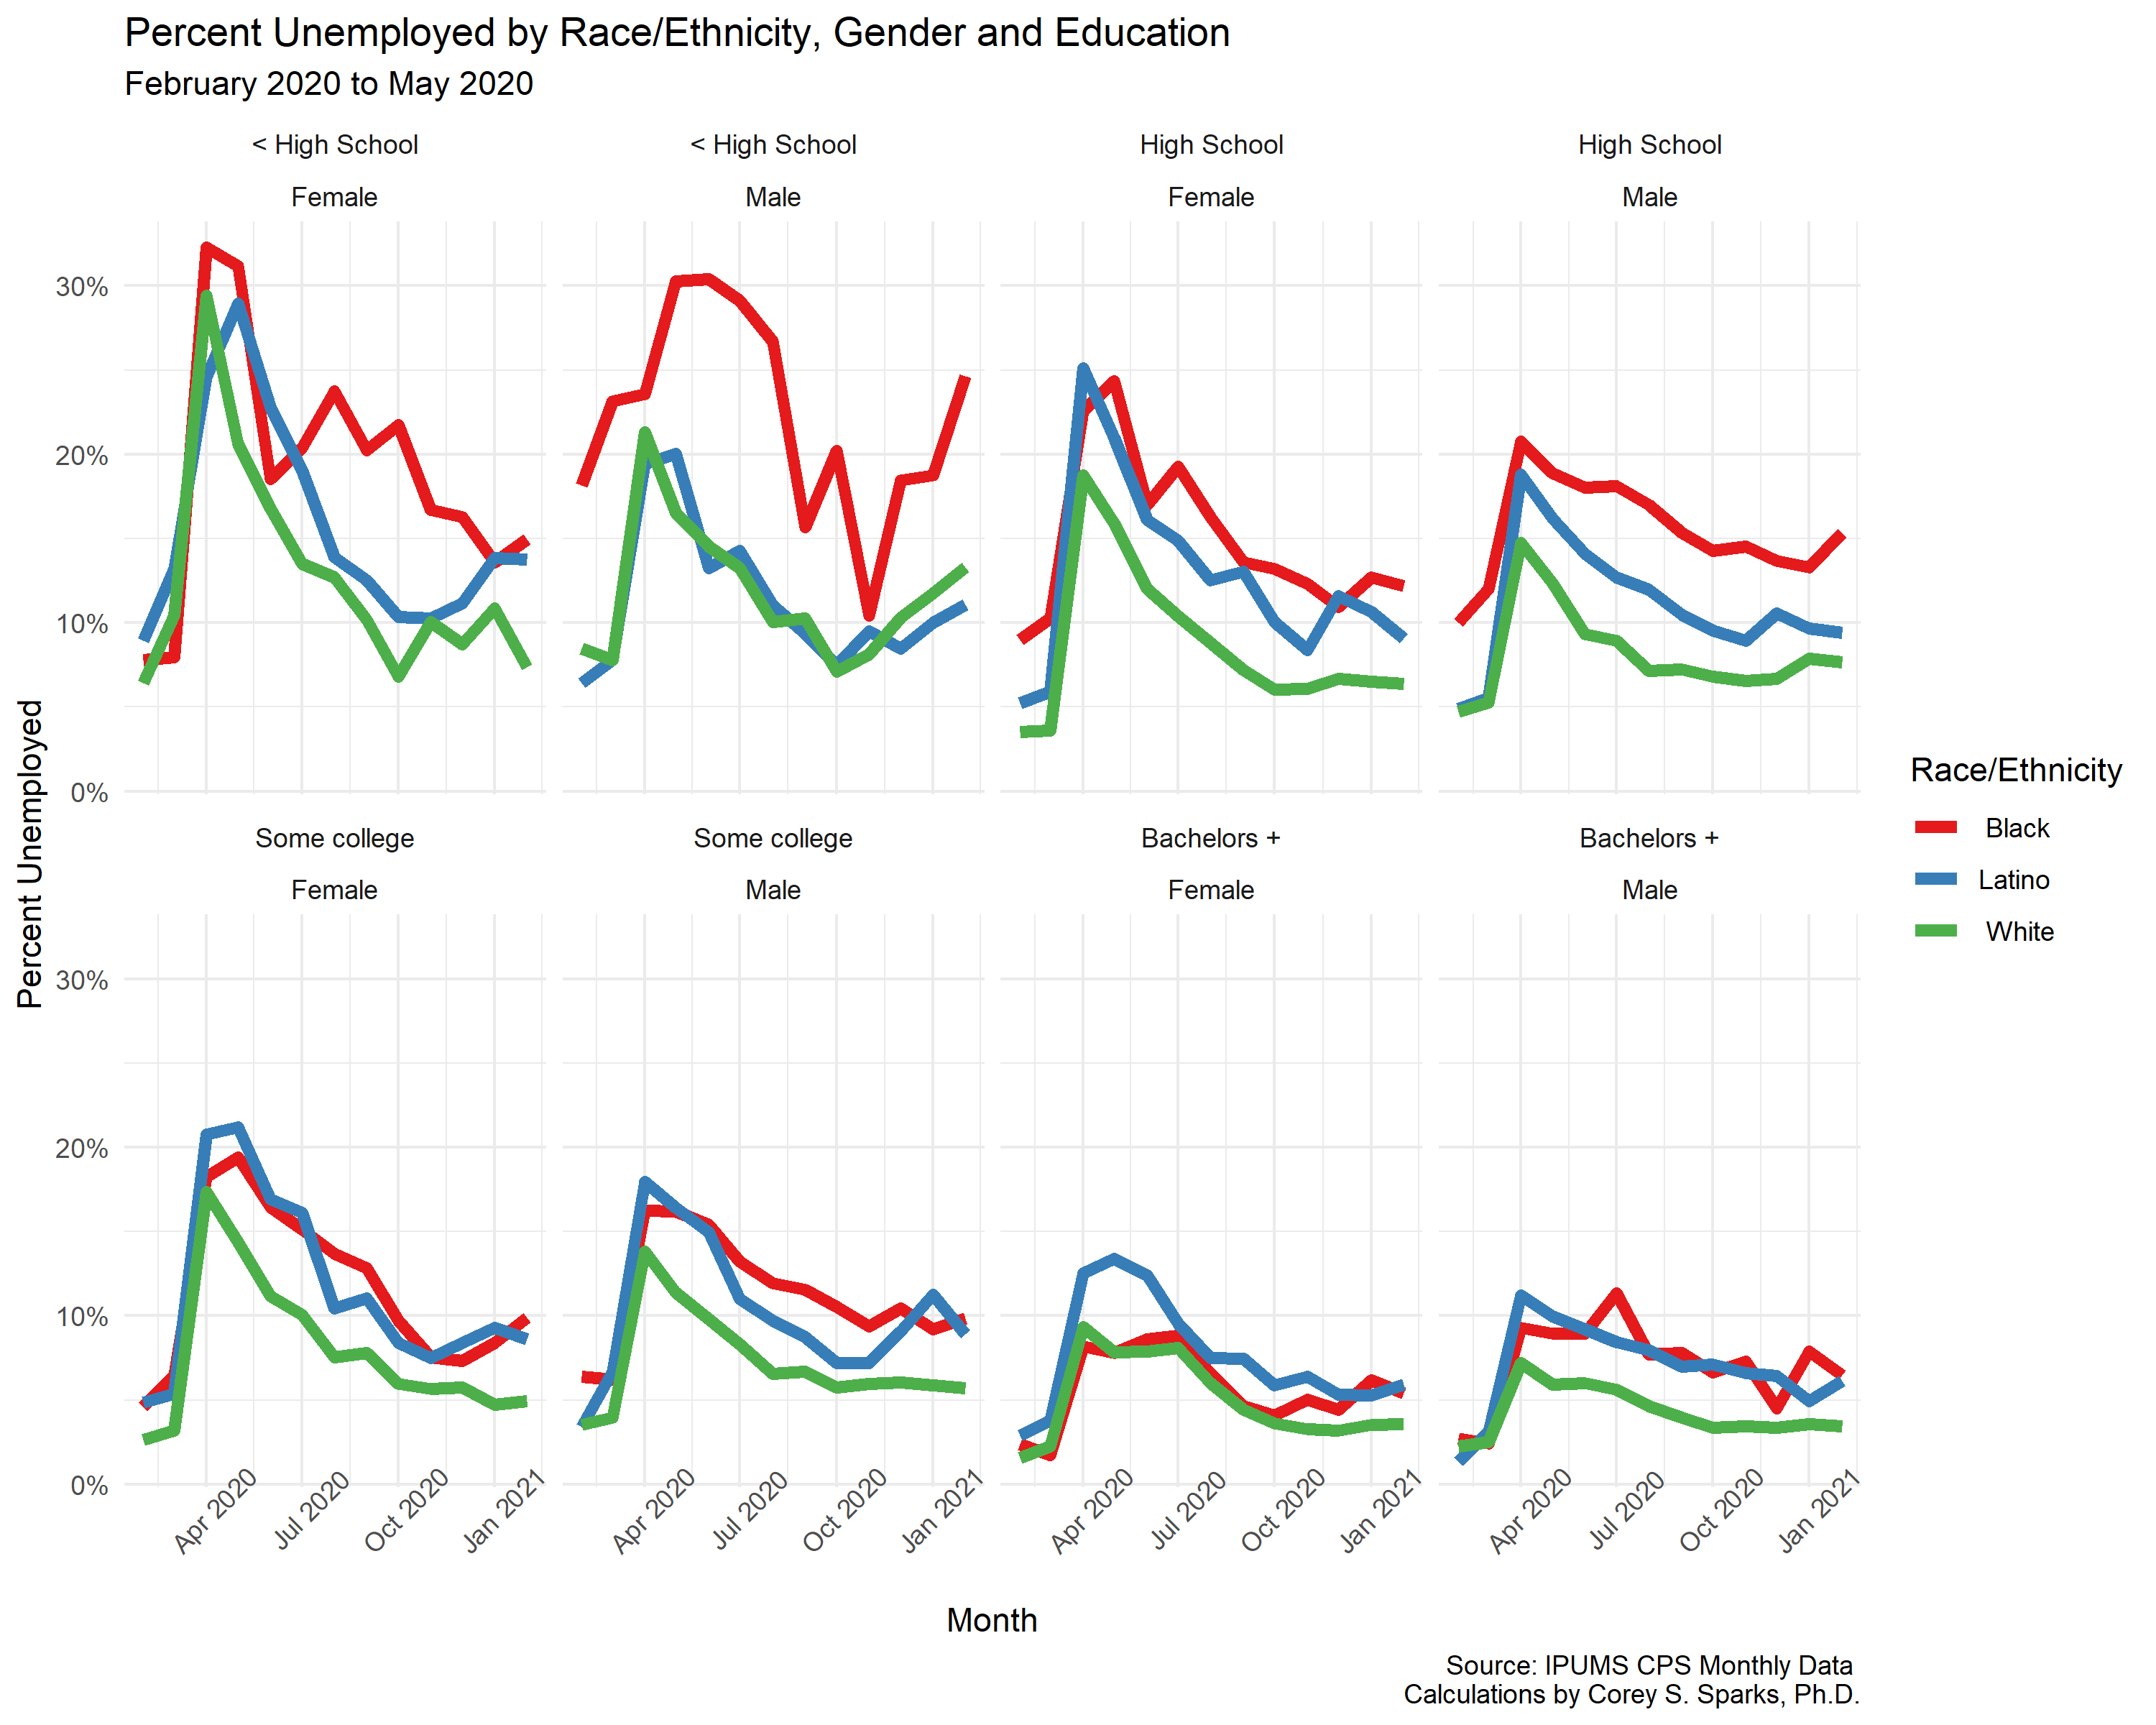 Percent Unemployed by Race/Ethnicity, Gender and Education
February 2020 to May 2020
< High School
< High School
High School
High School
Female
Male
Female
Male
30%
20%
10%
0%
Percent Unemployed
Some college
Some college
Bachelors +
Bachelors +
Female
Male
Female
Male
30%
20%
10%
0%
Apr 2020
Jul 2020
Oct 2020
Jan 2021
Apr 2020
Jul 2020
Oct 2020
Jan 2021
Apr 2020
Jul 2020
Oct 2020
Jan 2021
Apr 2020
Jul 2020
Oct 2020
Jan 2021
Month
Race/Ethnicity
Black
Latino
White
Source: IPUMS CPS Monthly Data
Calculations by Corey S. Sparks, Ph.D.